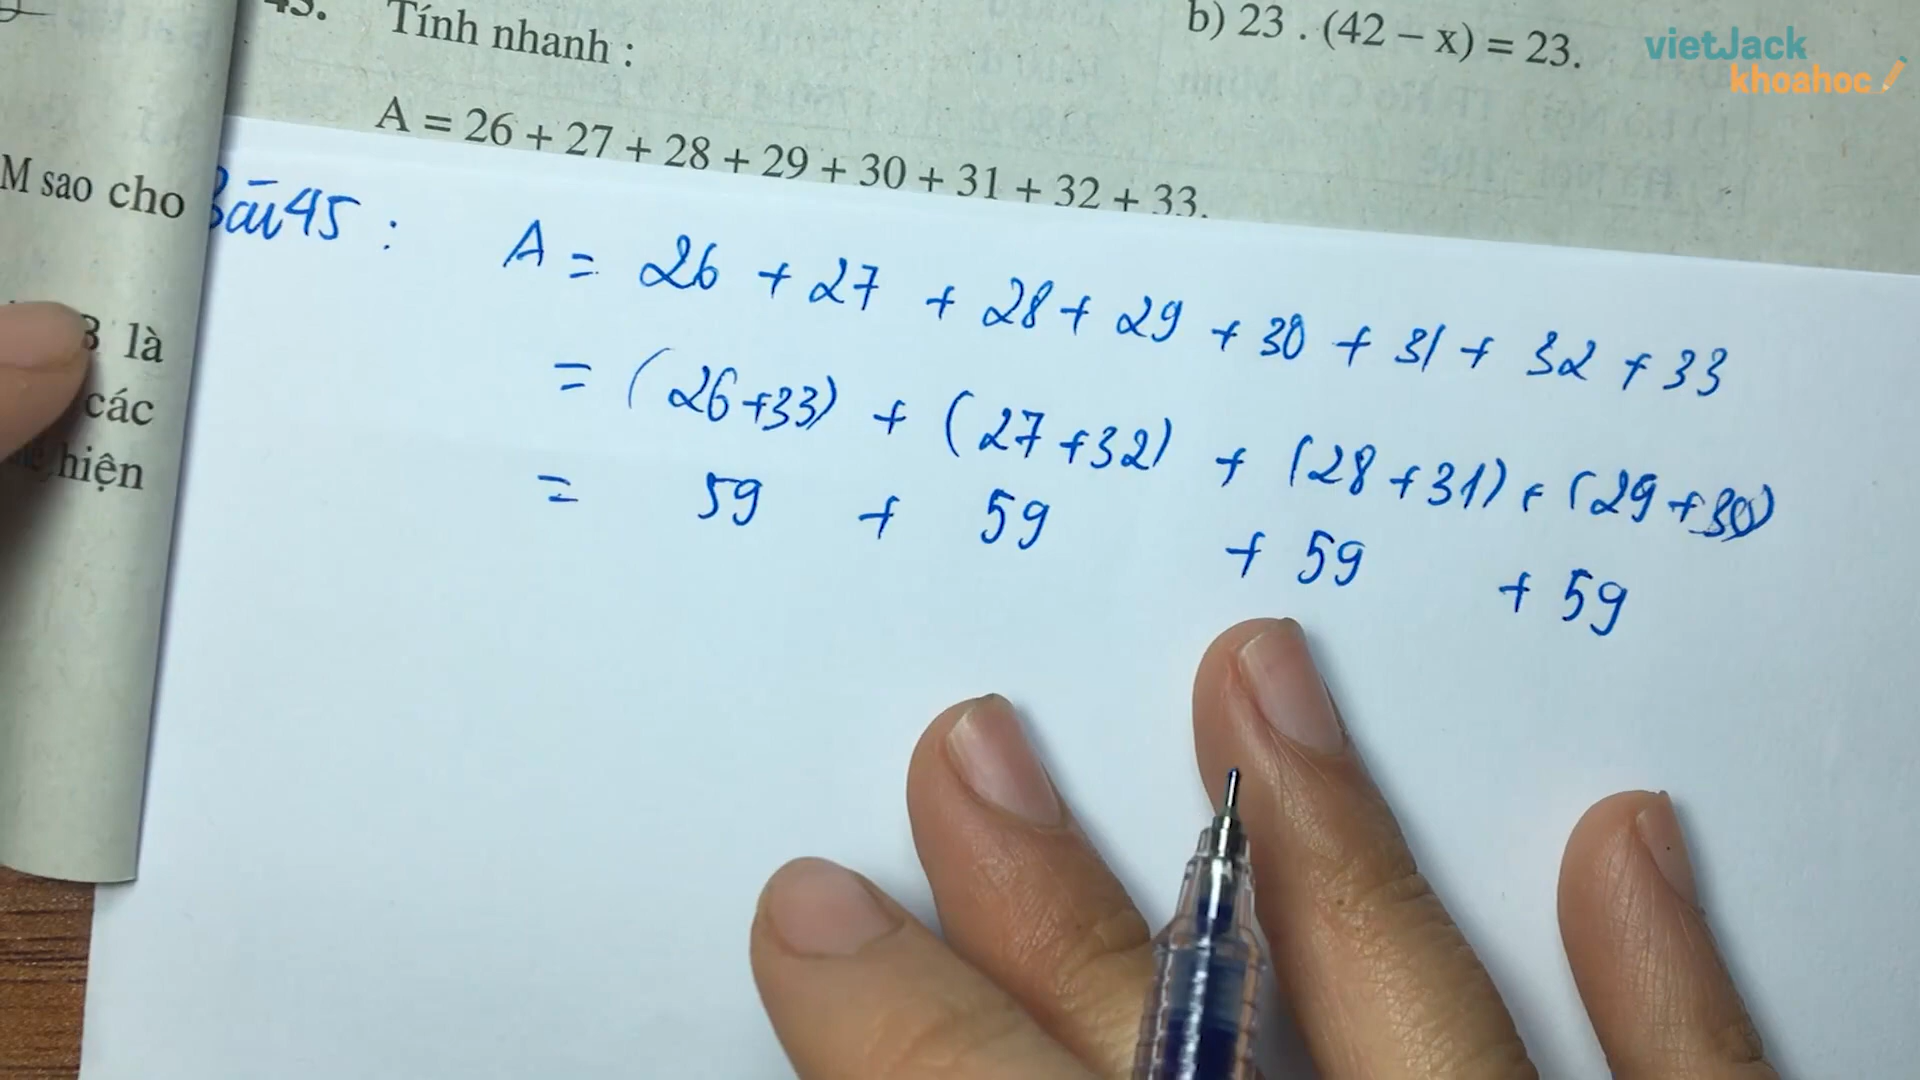 45. Tính nhanh :
b) 23 . (42 – x) = 23.
vietJack
khoahoc
A = 26 + 27 + 28 + 29 + 30 + 31 + 32 + 33.
M sao cho
là
các
hiện
Bài 45 : A = 26 + 27 + 28 + 29 + 30 + 31 + 32 + 33
= (26+33) + (27+32) + (28+31) + (29+30)
= 59 + 59 + 59 + 59